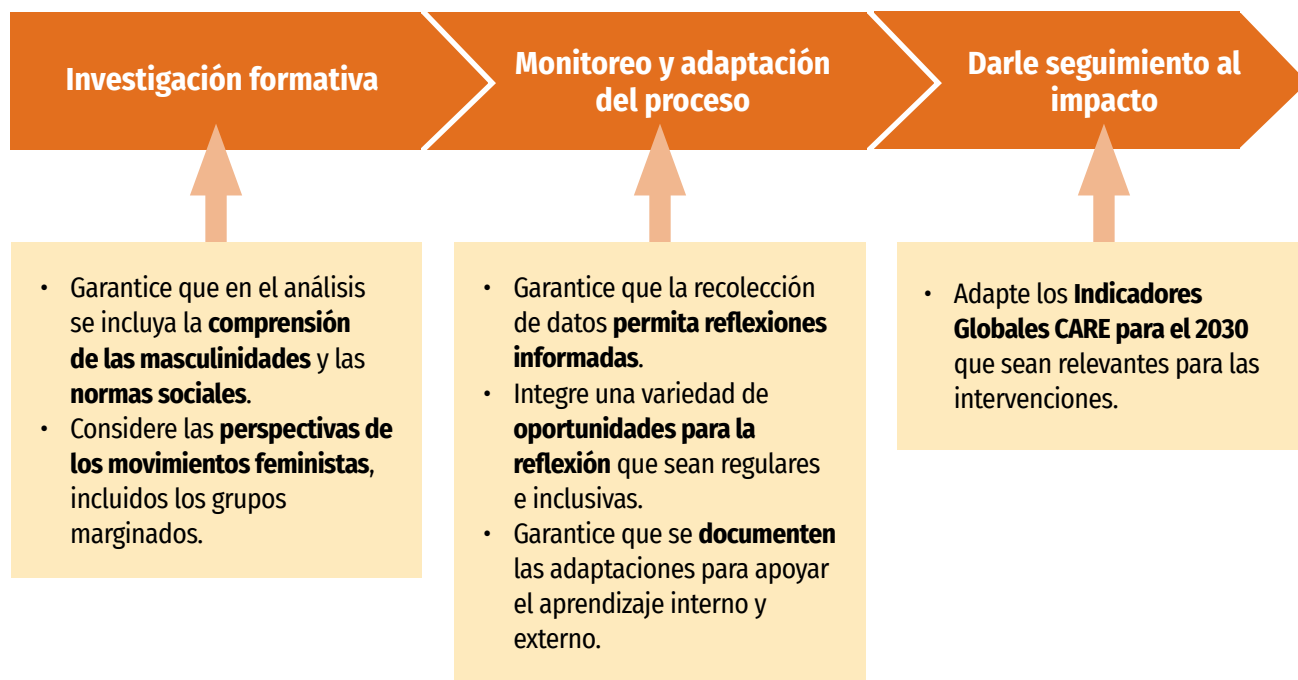 Investigación formativa
Monitoreo y adaptación
del proceso
Darle seguimiento al
impacto
• Garantice que en el análisis
se incluya la comprensión
de las masculinidades y las
normas sociales.
• Considere las perspectivas de
los movimientos feministas,
incluidos los grupos
marginados.
• Garantice que la recolección
de datos permita reflexiones
informadas.
• Integre una variedad de
oportunidades para la
reflexión que sean regulares
e inclusivas.
• Garantice que se documenten
las adaptaciones para apoyar
el aprendizaje interno y
externo.
• Adapte los Indicadores
Globales CARE para el 2030
que sean relevantes para las
intervenciones.